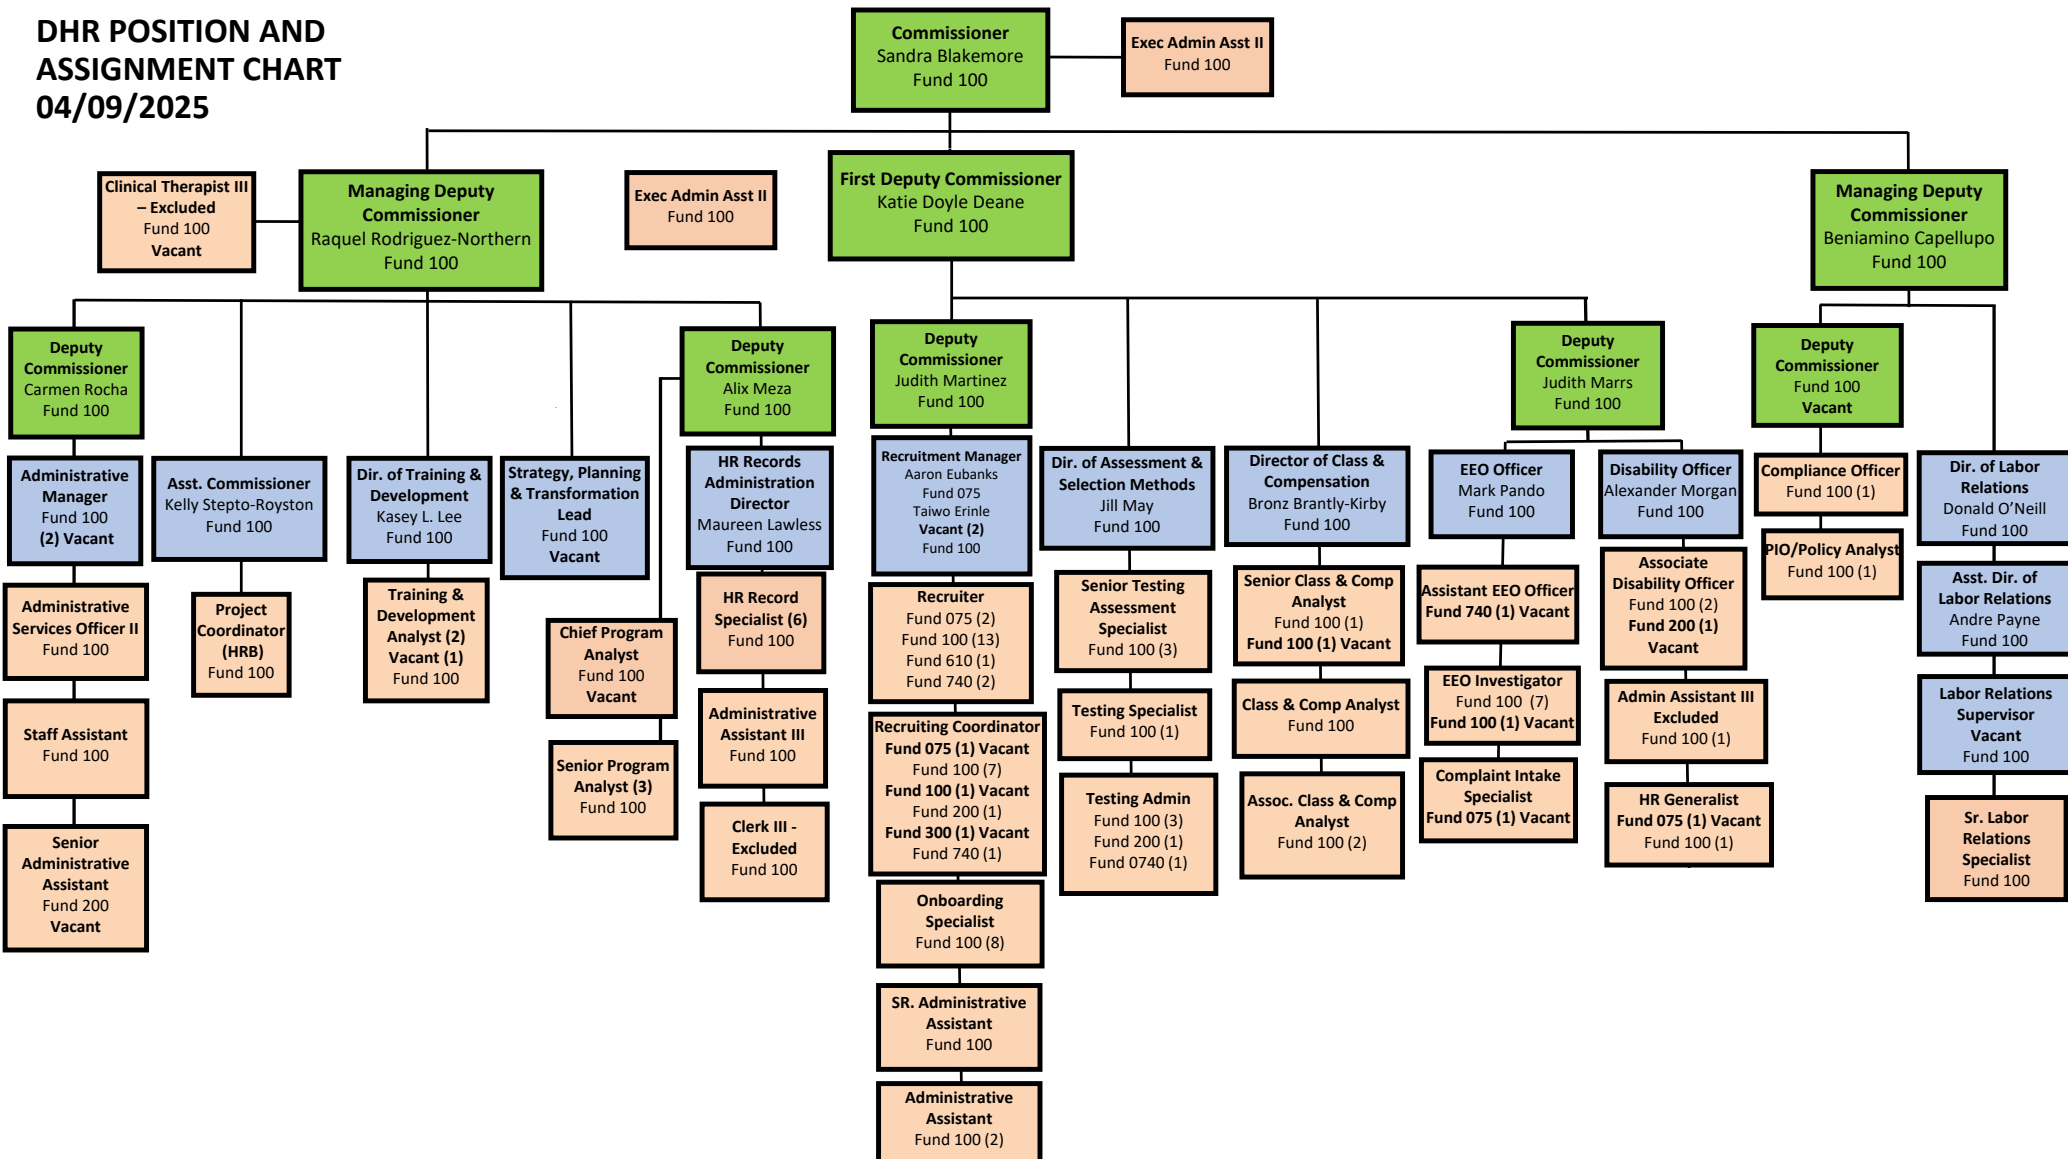 DHR POSITION AND
ASSIGNMENT CHART
04/09/2025
Commissioner
Sandra Blakemore
Fund 100
Exec Admin Asst II
Fund 100
Clinical Therapist III
– Excluded
Fund 100
Vacant
Managing Deputy
Commissioner
Raquel Rodriguez-Northern
Fund 100
Exec Admin Asst II
Fund 100
First Deputy Commissioner
Katie Doyle Deane
Fund 100
Managing Deputy
Commissioner
Beniamino Capellupo
Fund 100
Deputy
Commissioner
Carmen Rocha
Fund 100
Administrative
Manager
Fund 100
(2) Vacant
Administrative
Services Officer II
Fund 100
Staff Assistant
Fund 100
Senior
Administrative
Assistant
Fund 200
Vacant
Asst. Commissioner
Kelly Stepto-Royston
Fund 100
Project
Coordinator
(HRB)
Fund 100
Dir. of Training &
Development
Kasey L. Lee
Fund 100
Training &
Development
Analyst (2)
Vacant (1)
Fund 100
Strategy, Planning
& Transformation
Lead
Fund 100
Vacant
Deputy
Commissioner
Alix Meza
Fund 100
Chief Program
Analyst
Fund 100
Vacant
Senior Program
Analyst (3)
Fund 100
HR Records
Administration
Director
Maureen Lawless
Fund 100
HR Record
Specialist (6)
Fund 100
Administrative
Assistant III
Fund 100
Clerk III -
Excluded
Fund 100
Deputy
Commissioner
Judith Martinez
Fund 100
Recruitment Manager
Aaron Eubanks
Fund 075
Taiwo Erinle
Vacant (2)
Fund 100
Recruiter
Fund 075 (2)
Fund 100 (13)
Fund 610 (1)
Fund 740 (2)
Recruiting Coordinator
Fund 075 (1) Vacant
Fund 100 (7)
Fund 100 (1) Vacant
Fund 200 (1)
Fund 300 (1) Vacant
Fund 740 (1)
Onboarding
Specialist
Fund 100 (8)
SR. Administrative
Assistant
Fund 100
Administrative
Assistant
Fund 100 (2)
Dir. of Assessment &
Selection Methods
Jill May
Fund 100
Senior Testing
Assessment
Specialist
Fund 100 (3)
Testing Specialist
Fund 100 (1)
Testing Admin
Fund 100 (3)
Fund 200 (1)
Fund 0740 (1)
Director of Class &
Compensation
Bronz Brantly-Kirby
Fund 100
Senior Class & Comp
Analyst
Fund 100 (1)
Fund 100 (1) Vacant
Class & Comp Analyst
Fund 100
Assoc. Class & Comp
Analyst
Fund 100 (2)
Deputy
Commissioner
Judith Marrs
Fund 100
EEO Officer
Mark Pando
Fund 100
Assistant EEO Officer
Fund 740 (1) Vacant
EEO Investigator
Fund 100 (7)
Fund 100 (1) Vacant
Complaint Intake
Specialist
Fund 075 (1) Vacant
Disability Officer
Alexander Morgan
Fund 100
Associate
Disability Officer
Fund 100 (2)
Fund 200 (1)
Vacant
Admin Assistant III
Excluded
Fund 100 (1)
HR Generalist
Fund 075 (1) Vacant
Fund 100 (1)
Deputy
Commissioner
Fund 100
Vacant
Compliance Officer
Fund 100 (1)
PIO/Policy Analyst
Fund 100 (1)
Dir. of Labor
Relations
Donald O’Neill
Fund 100
Asst. Dir. of
Labor Relations
Andre Payne
Fund 100
Labor Relations
Supervisor
Vacant
Fund 100
Sr. Labor
Relations
Specialist
Fund 100